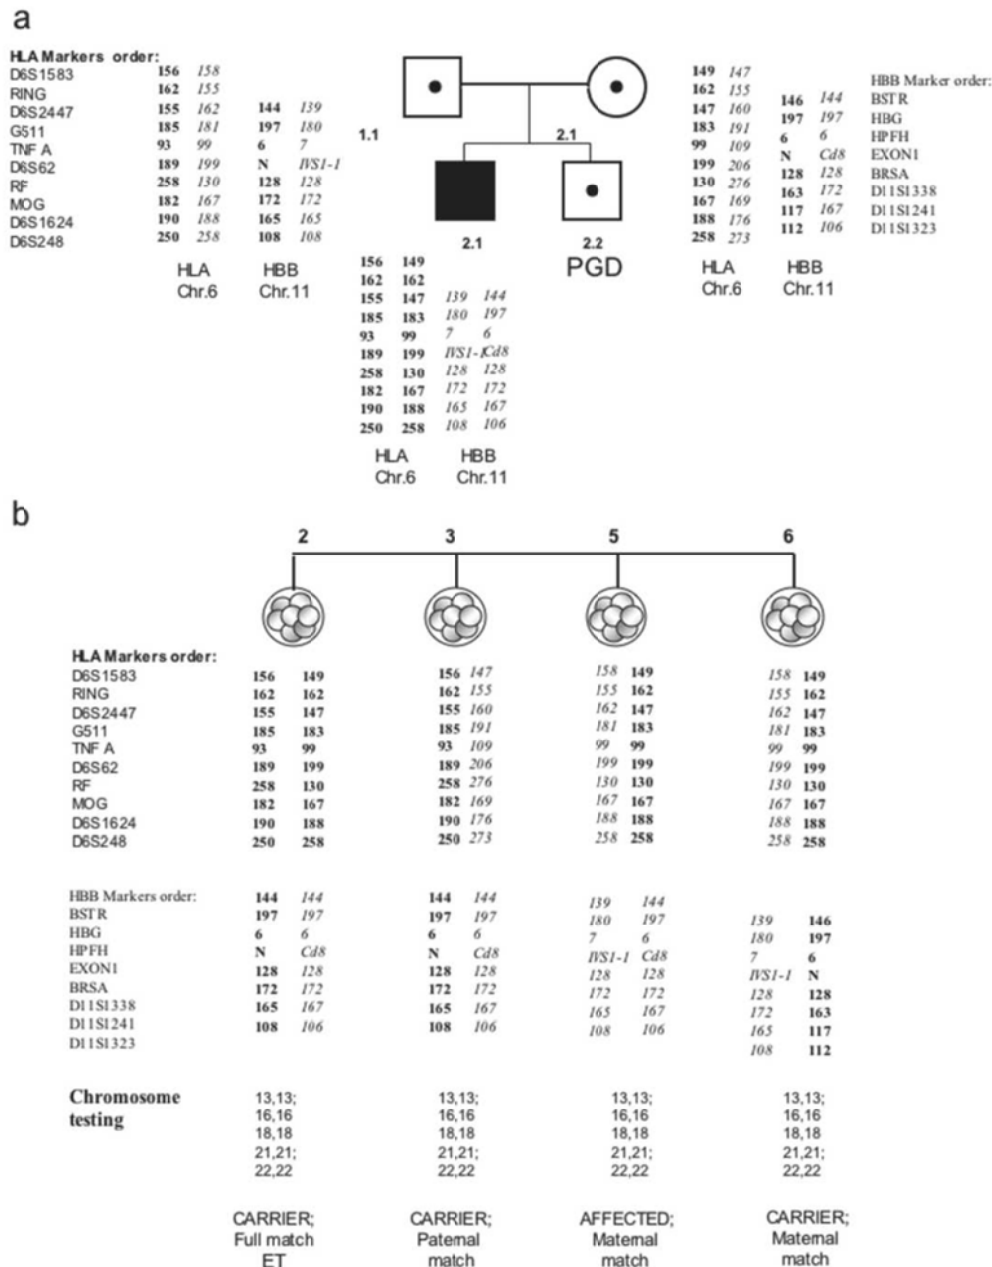 a
HLA Markers order:
D6S1583 156 158
RING 162 155
D6S2447 155 162 144 139
G511 185 181 197 180
TNF A 93 99 6 7
D6S62 189 199 N IVS1-1
RF 258 130 128 128
MOG 182 167 172 172
D6S1624 190 188 165 165
D6S248 250 258 108 108
HLA HBB
Chr.6 Chr.11
1.1 2.1
149 147 HBB Marker order:
162 155 146 144 BSTR
147 160 197 197 HBG
183 191 6 6 HPFH
99 109 N Cd8 EXON1
199 206 128 128 BRSA
130 276 163 172 D11S1338
167 169 117 167 D11S1241
188 176 112 106 D11S1323
258 273
HLA HBB
Chr.6 Chr.11
2.1 2.2
PGD
156 149
162 162
155 147 139 144
185 183 180 197
93 99 7 6
189 199 IVS1-1 Cd8
258 130 128 128
182 167 172 172
190 188 165 167
250 258 108 106
HLA HBB
Chr.6 Chr.11
b
2 3 5 6
HLA Markers order:
D6S1583 156 149 156 147 158 149 158 149
RING 162 162 162 155 155 162 155 162
D6S2447 155 147 155 160 162 147 162 147
G511 185 183 185 191 181 183 181 183
TNF A 93 99 93 109 99 99 99 99
D6S62 189 199 189 206 199 199 199 199
RF 258 130 258 276 130 130 130 130
MOG 182 167 182 169 167 167 167 167
D6S1624 190 188 190 176 188 188 188 188
D6S248 250 258 250 273 258 258 258 258
HBB Markers order: 144 144 144 144 139 144
BSTR 197 197 197 197 180 197 139 146
HBG 6 6 6 6 7 6 180 197
HPFH N Cd8 N Cd8 IVS1-1 Cd8 7 6
EXON1 128 128 128 128 128 128 IVS1-1 N
BRSA 172 172 172 172 172 172 128 128
D11S1338 165 167 165 167 165 167 172 163
D11S1241 108 106 108 106 108 106 165 117
D11S1323 108 112
Chromosome
testing
13,13; 13,13; 13,13; 13,13;
16,16 16,16 16,16 16,16
18,18 18,18 18,18 18,18
21,21; 21,21; 21,21; 21,21;
22,22 22,22 22,22 22,22
CARRIER; CARRIER; AFFECTED; CARRIER;
Full match Paternal Maternal Maternal
ET match match match